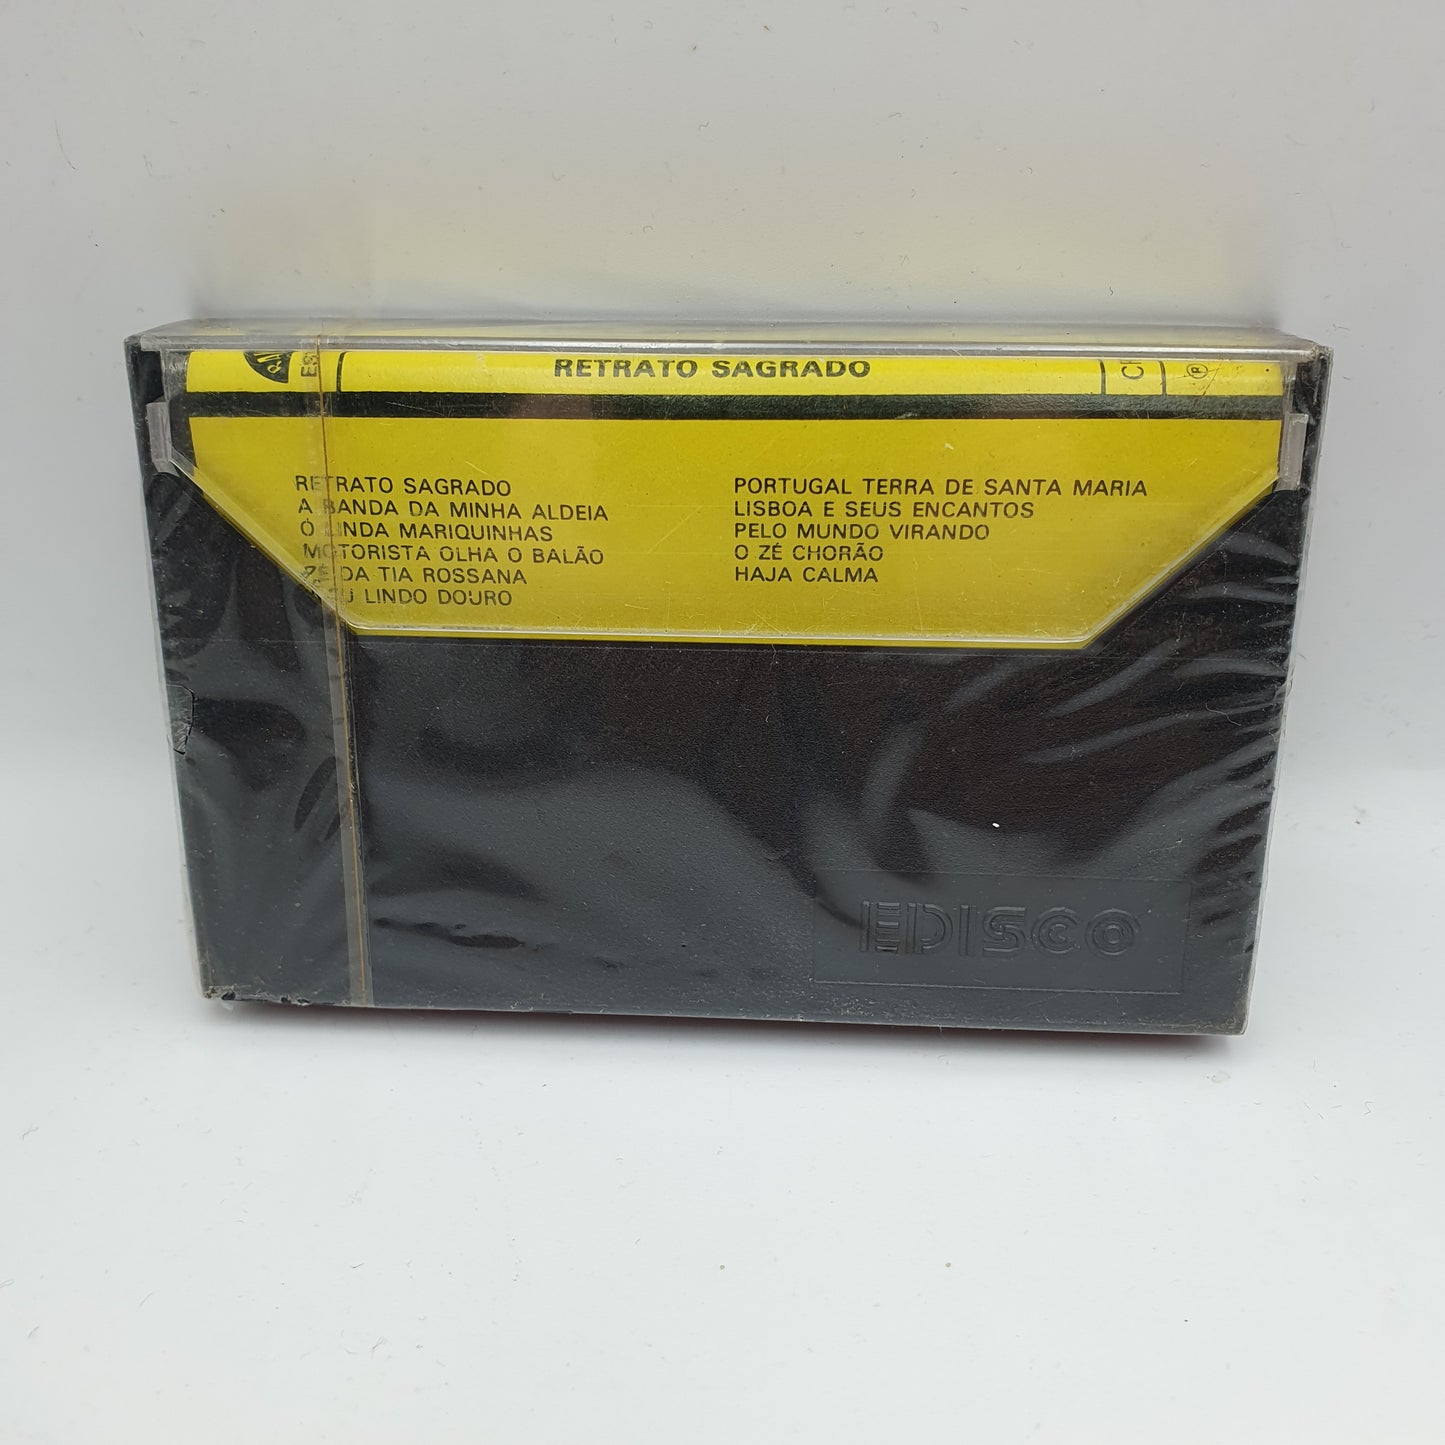 RETRATO SAGRADO
RETRATO SAGRADO
A BANDA DA MINHA ALDEIA
Ó LINDA MARIQUINHAS
MOTORISTA OLHA O BALÃO
ZÉ DA TIA ROSSANA
LINDO DOURO
PORTUGAL TERRA DE SANTA MARIA
LISBOA E SEUS ENCANTOS
PELO MUNDO VIRANDO
O ZÉ CHORÃO
HAJA CALMA
EDISCO